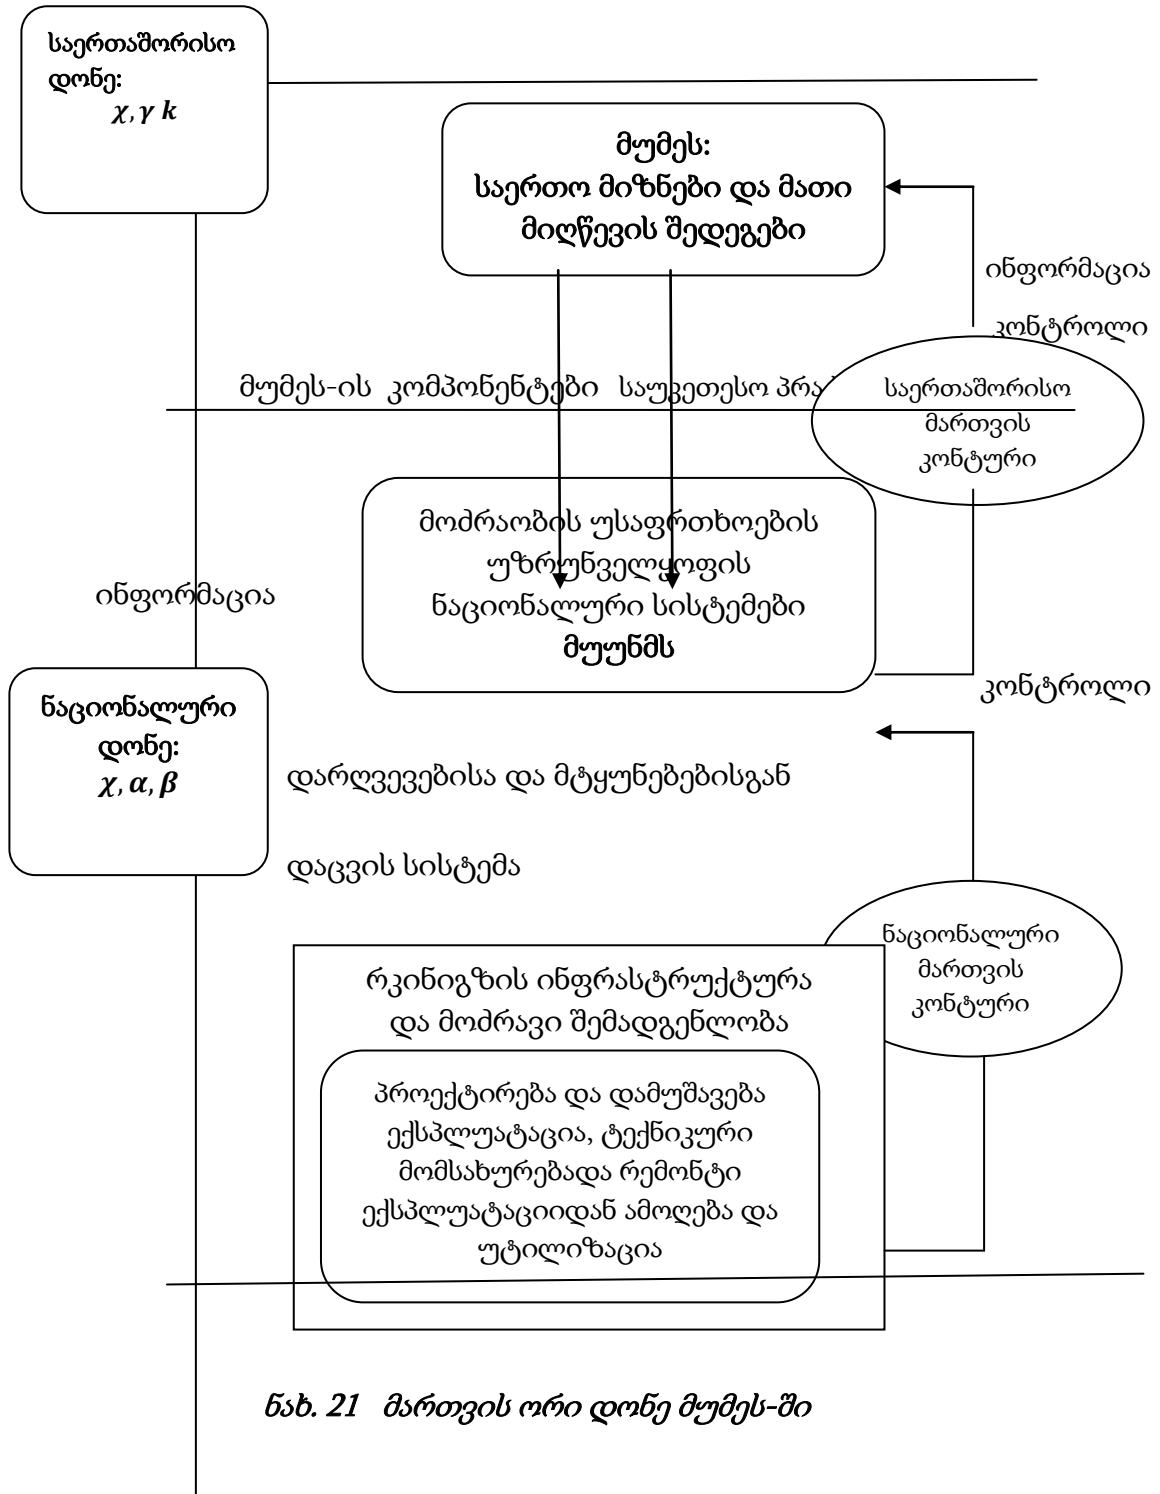 საერთაშორისო
დონე:
χ, γ k
მუმეს:
საერთო მიზნები და მათი
მიღწევის შედეგები
ინფორმაცია
კონტროლი
მუმეს-ის კომპონენტები საუკეთესო
საერთაშორისო
მართვის
კონტური
მოძრაობის უსაფრთხოების
უზრუნველყოფის
ნაციონალური სისტემები
მუუნმს
ინფორმაცია
კონტროლი
ნაციონალური
დონე:
χ, α, β
დარღვევებისა და მტყუნებებისგან
დაცვის სისტემა
ნაციონალური
მართვის
კონტური
რკინიგზის ინფრასტრუქტურა
და მოძრავი შემადგენლობა
პროექტირება და დამუშავება
ექსპლუატაცია, ტექნიკური
მომსახურებადა რემონტი
ექსპლუატაციიდან ამოღება და
უტილიზაცია
ნახ. 21 მართვის ორი დონე მუმეს-ში